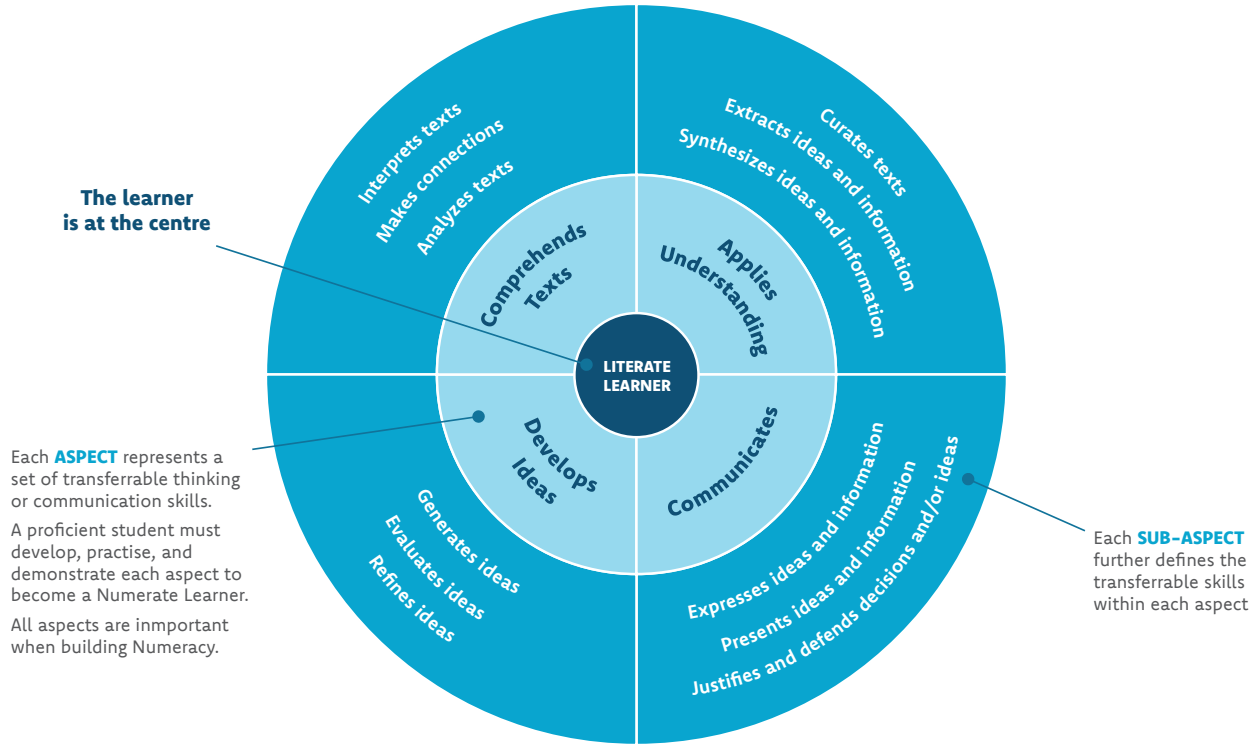 The learner
is at the centre
Interprets texts
Makes connections
Analyzes texts
Comprehends
Texts
Curates texts
Extracts ideas and information
Synthesizes ideas and information
Applies
Understanding
LITERATE
LEARNER
Develops
Ideas
Generates ideas
Evaluates ideas
Refines ideas
Communicates
Expresses ideas and information
Presents ideas and information
Justifies and defends decisions and/or ideas
Each ASPECT represents a
set of transferrable thinking
or communication skills.
A proficient student must
develop, practise, and
demonstrate each aspect to
become a Numerate Learner.
All aspects are inmportant
when building Numeracy.
Each SUB-ASPECT
further defines the
transferrable skills
within each aspect